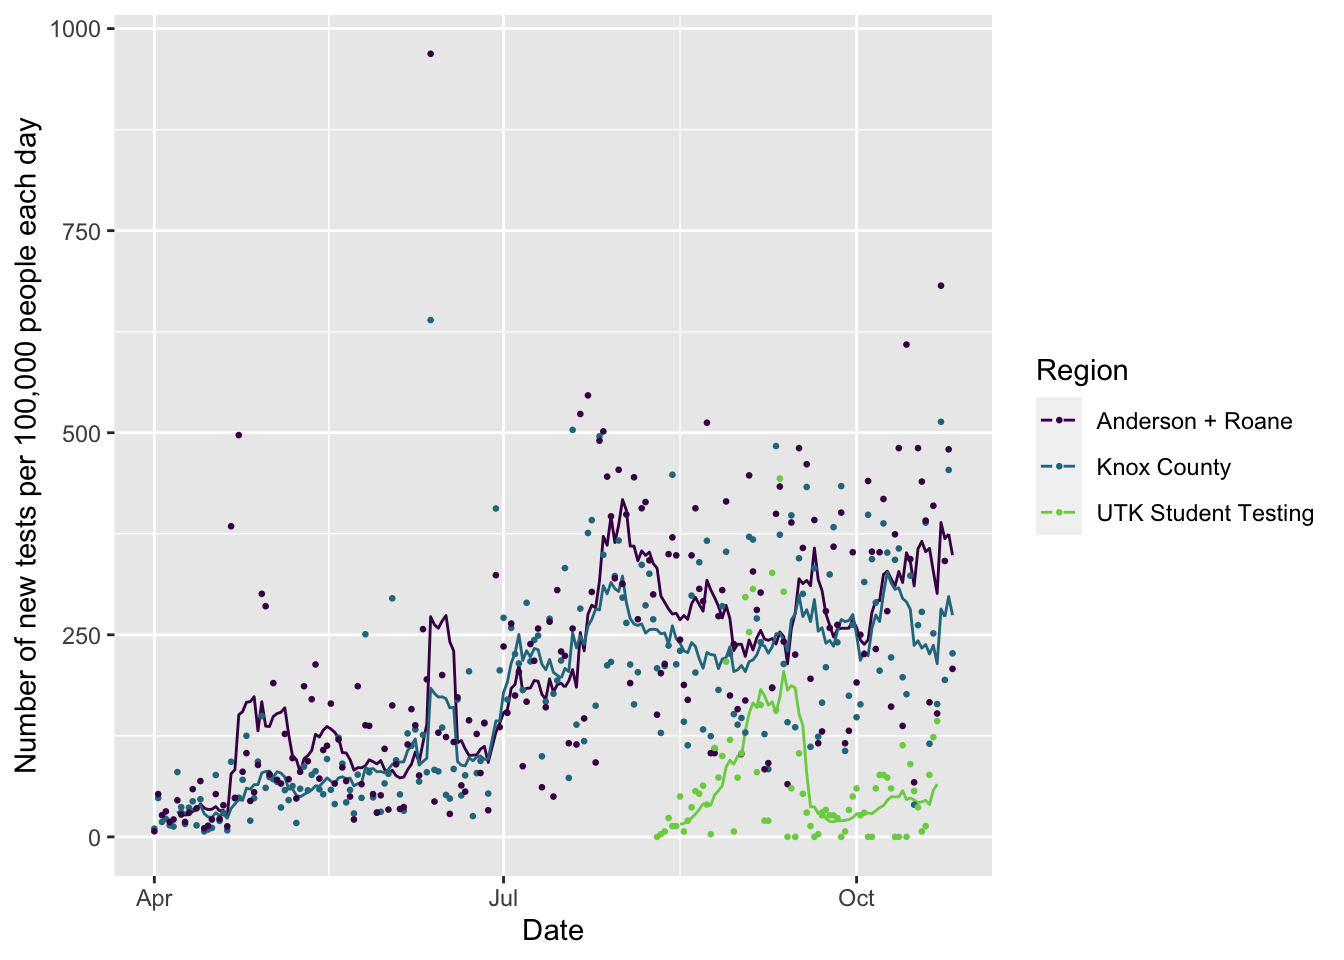 Number of new tests per 100,000 people each day
1000
750
500
250
0
Apr
Jul
Oct
Date
Region
Anderson + Roane
Knox County
UTK Student Testing